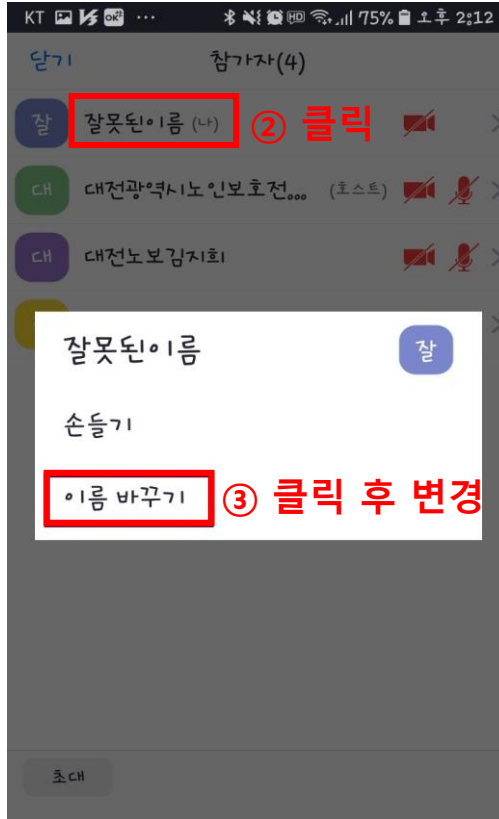 KT OK ... HD 75% 오후 2:12
닫기 참가자(4)
잘 잘못된이름 (나) ② 클릭
대 대전광역시노인보호전... (호스트)
대 대전노보김지희
잘못된이름 잘
손들기
이름 바꾸기 ③ 클릭 후 변경
초대